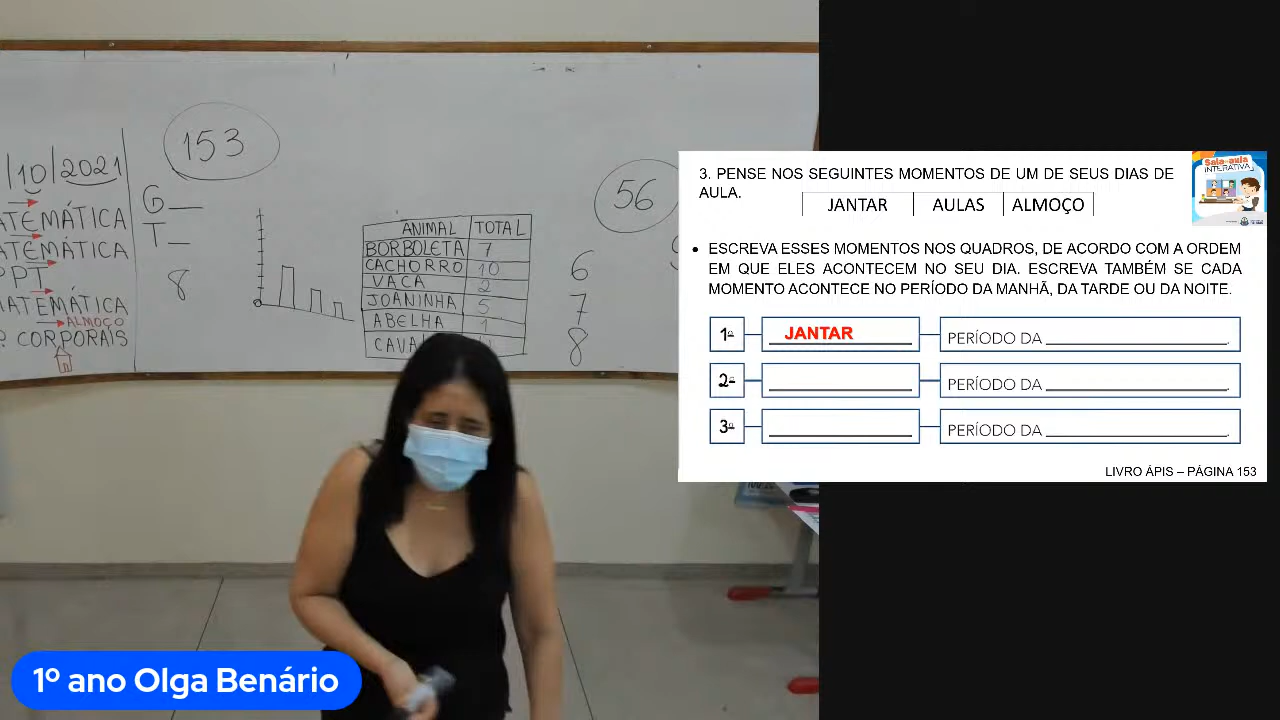 /10/2021
ATEMÁTICA
ATEMÁTICA
PPT
MATEMÁTICA
ALMOÇO
CORPORAIS
153
G
T
8
ANIMAL TOTAL
BORBOLETA 7
CACHORRO 10
VACA 2
JOANINHA 5
ABELHA 1
CAVAL
56
6
7
8
3. PENSE NOS SEGUINTES MOMENTOS DE UM DE SEUS DIAS DE
AULA.
JANTAR AULAS ALMOÇO
Sala de aula
INTERATIVA
• ESCREVA ESSES MOMENTOS NOS QUADROS, DE ACORDO COM A ORDEM
EM QUE ELES ACONTECEM NO SEU DIA. ESCREVA TAMBÉM SE CADA
MOMENTO ACONTECE NO PERÍODO DA MANHÃ, DA TARDE OU DA NOITE.
1º JANTAR PERÍODO DA
2º PERÍODO DA
3º PERÍODO DA
LIVRO ÁPIS – PÁGINA 153
1º ano Olga Benário